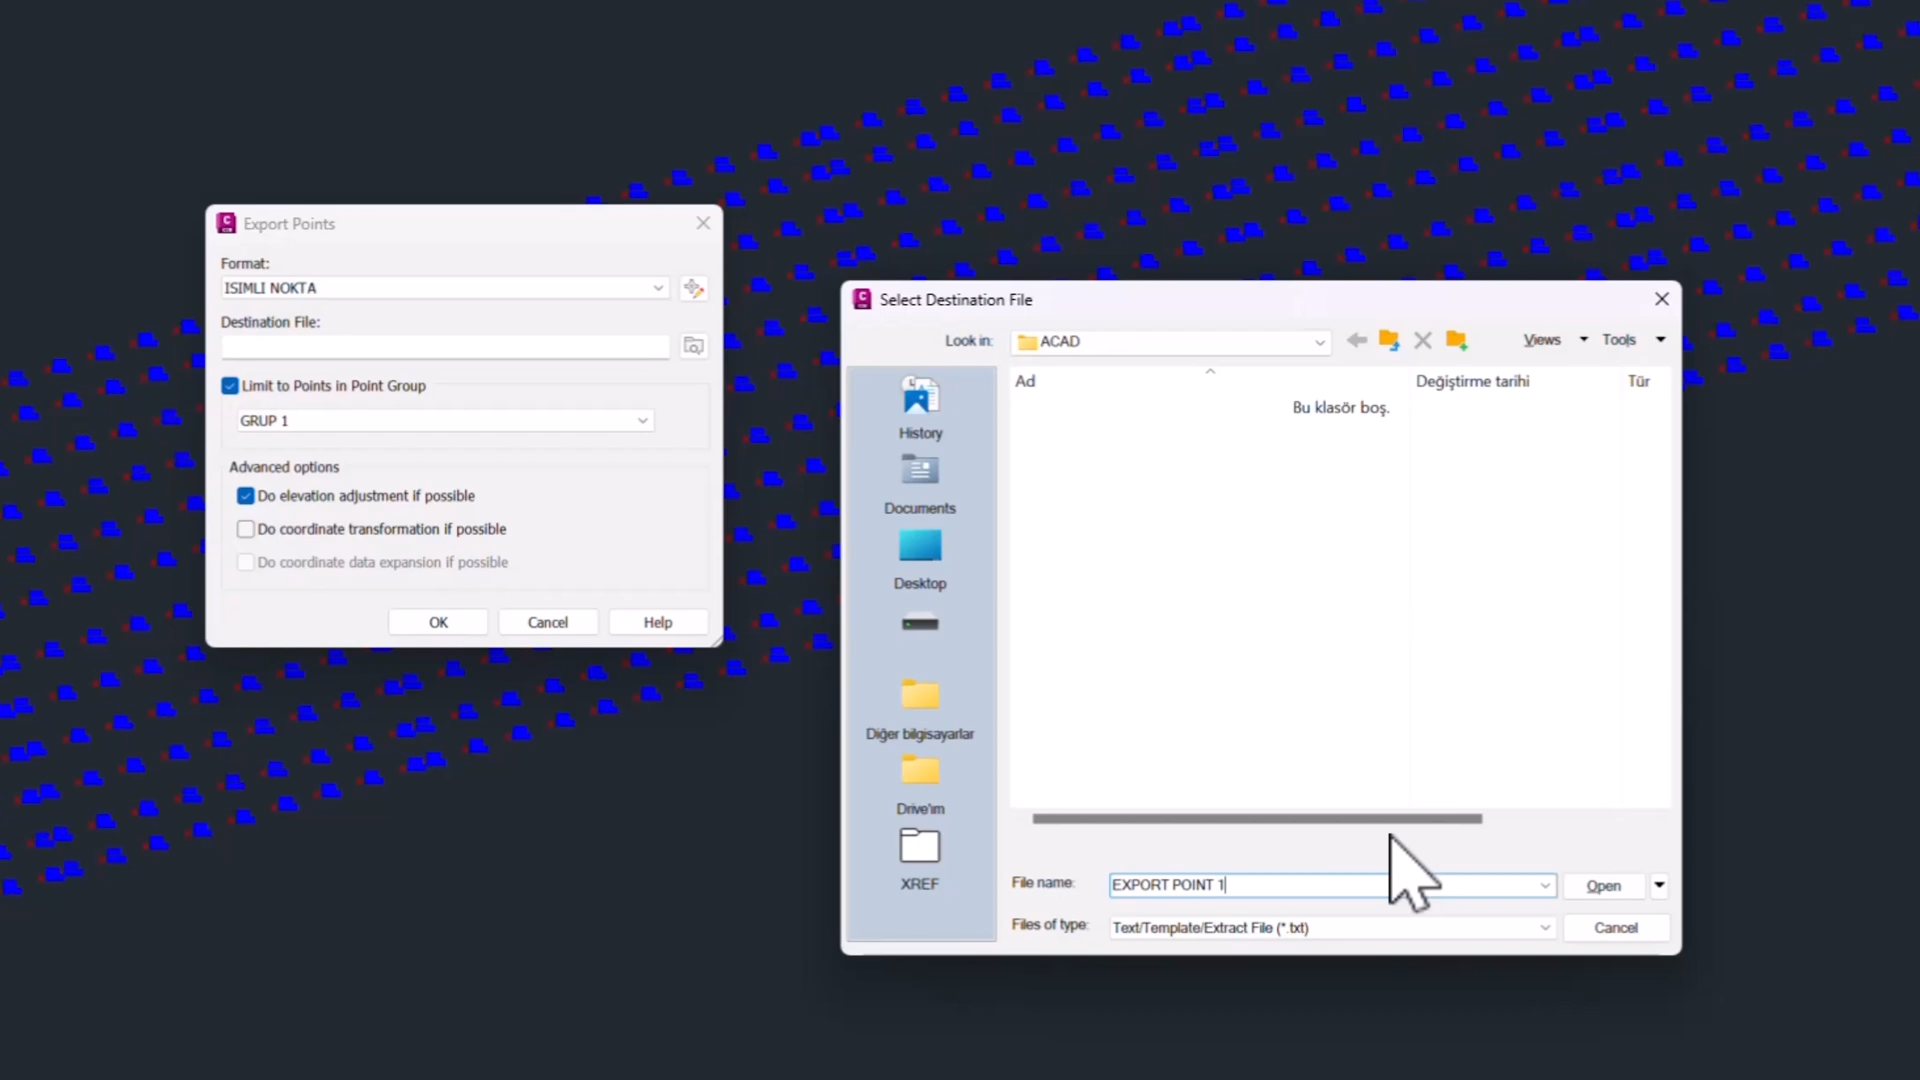 Export Points
Format:
ISIMLI NOKTA
Destination File:
Limit to Points in Point Group
GRUP 1
Advanced options
Do elevation adjustment if possible
Do coordinate transformation if possible
Do coordinate data expansion if possible
OK
Cancel
Help
Select Destination File
Look in:
ACAD
Views
Tools
Ad
Değiştirme tarihi
Tür
Bu klasör boş.
History
Documents
Desktop
Diğer bilgisayarlar
Drive'ım
XREF
File name:
EXPORT POINT 1
Open
Files of type:
Text/Template/Extract File (*.txt)
Cancel